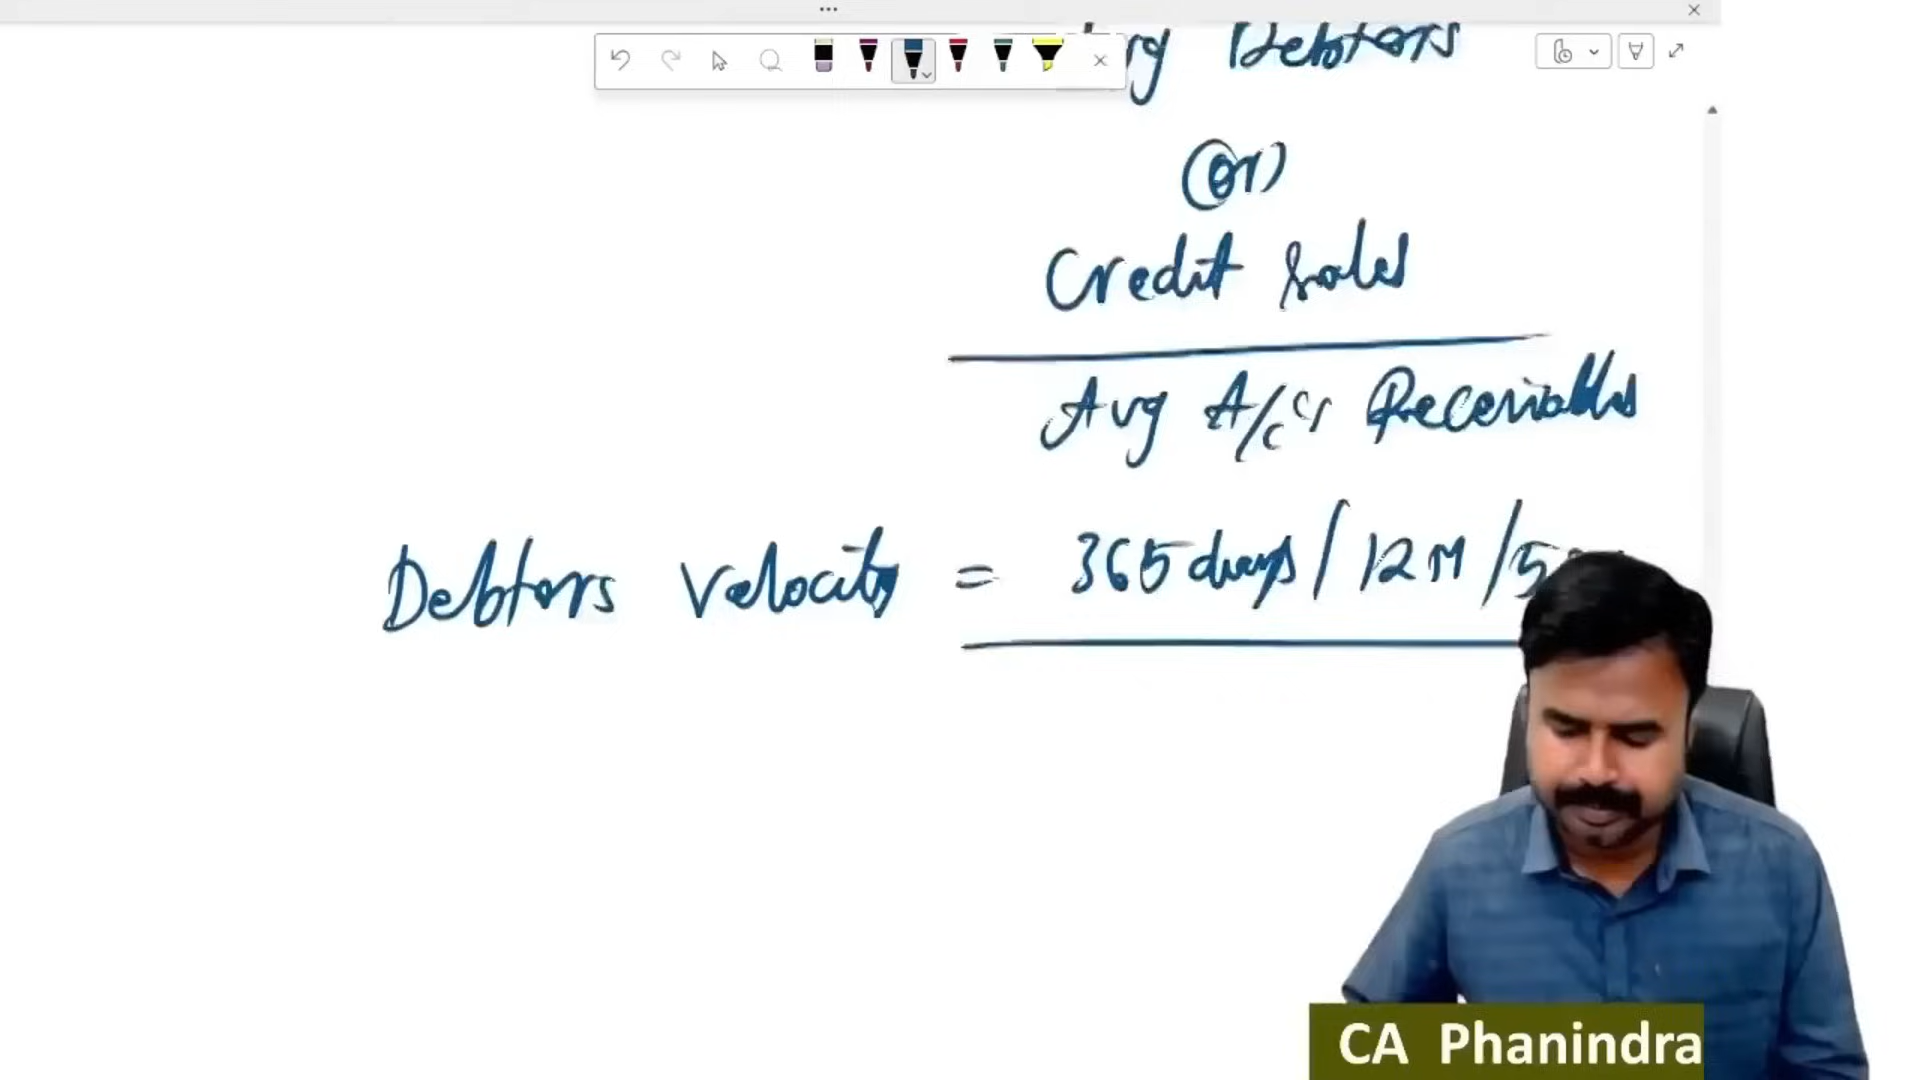 Debtors
(or)
Credit sales
Avg A/cs Receivables
Debtors velocity = 365 days / 12 M /
CA Phanindra